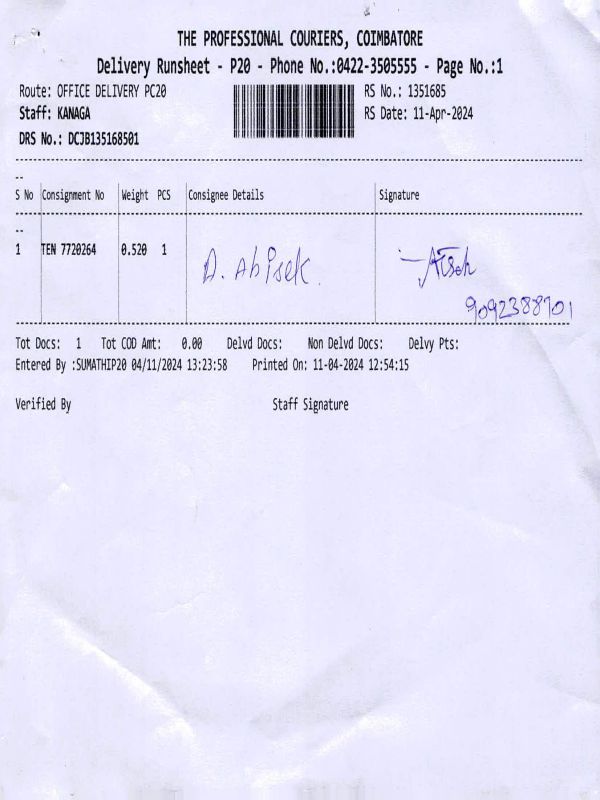 THE PROFESSIONAL COURIERS, COIMBATORE
Delivery Runsheet - P20 - Phone No.:0422-3505555 - Page No.:1
Route: OFFICE DELIVERY PC20 RS No.: 1351685
Staff: KANAGA RS Date: 11-Apr-2024
DRS No.: DCJB135168501
--
S No Consignment No Weight PCS Consignee Details Signature
--
1 TEN 7720264 0.520 1 D. Abisek
9092388701
Tot Docs: 1 Tot COD Amt: 0.00 Delvd Docs: Non Delvd Docs: Delvy Pts:
Entered By :SUMATHIP20 04/11/2024 13:23:58 Printed On: 11-04-2024 12:54:15
Verified By Staff Signature